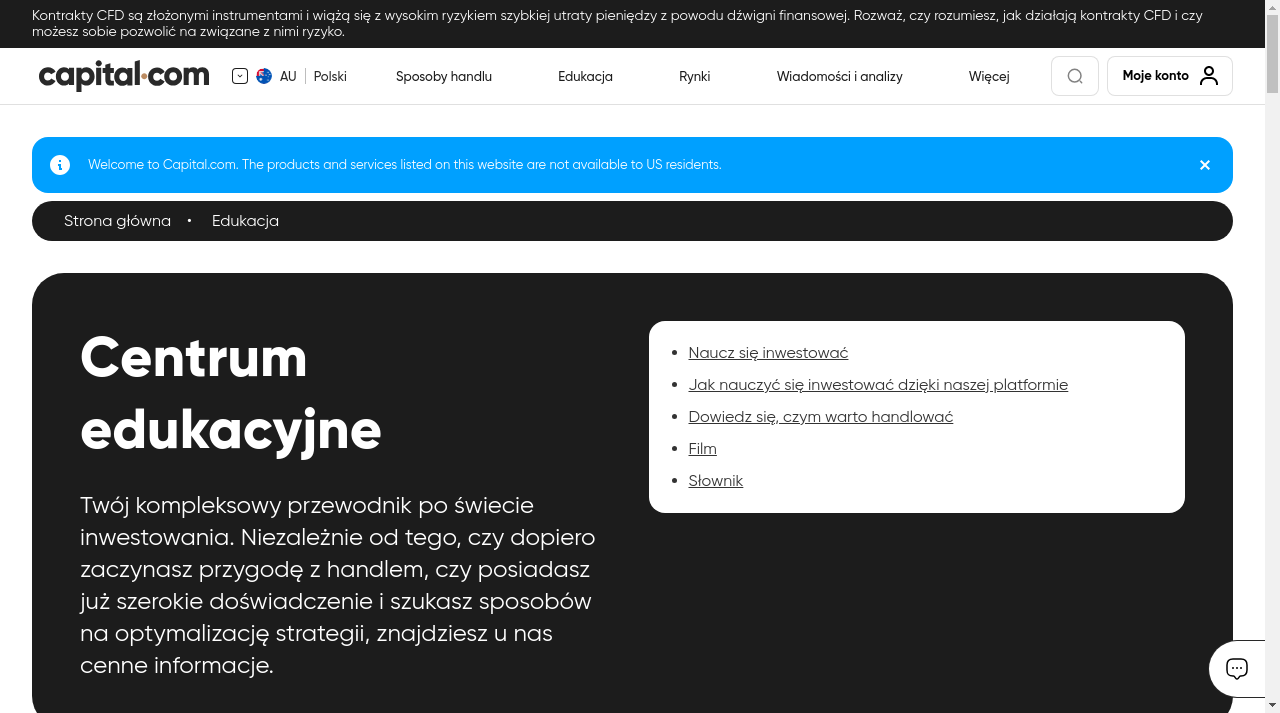 Kontrakty CFD są złożonymi instrumentami i wiążą się z wysokim ryzykiem szybkiej utraty pieniędzy z powodu dźwigni finansowej. Rozważ, czy rozumiesz, jak działają kontrakty CFD i czy
możesz sobie pozwolić na związane z nimi ryzyko.
capital.com
AU
Polski
Sposoby handlu
Edukacja
Rynki
Wiadomości i analizy
Więcej
Moje konto
Welcome to Capital.com. The products and services listed on this website are not available to US residents.
Strona główna
Edukacja
Centrum
edukacyjne
Twój kompleksowy przewodnik po świecie
inwestowania. Niezależnie od tego, czy dopiero
zaczynasz przygodę z handlem, czy posiadasz
już szerokie doświadczenie i szukasz sposobów
na optymalizację strategii, znajdziesz u nas
cenne informacje.
Naucz się inwestować
Jak nauczyć się inwestować dzięki naszej platformie
Dowiedz się, czym warto handlować
Film
Słownik